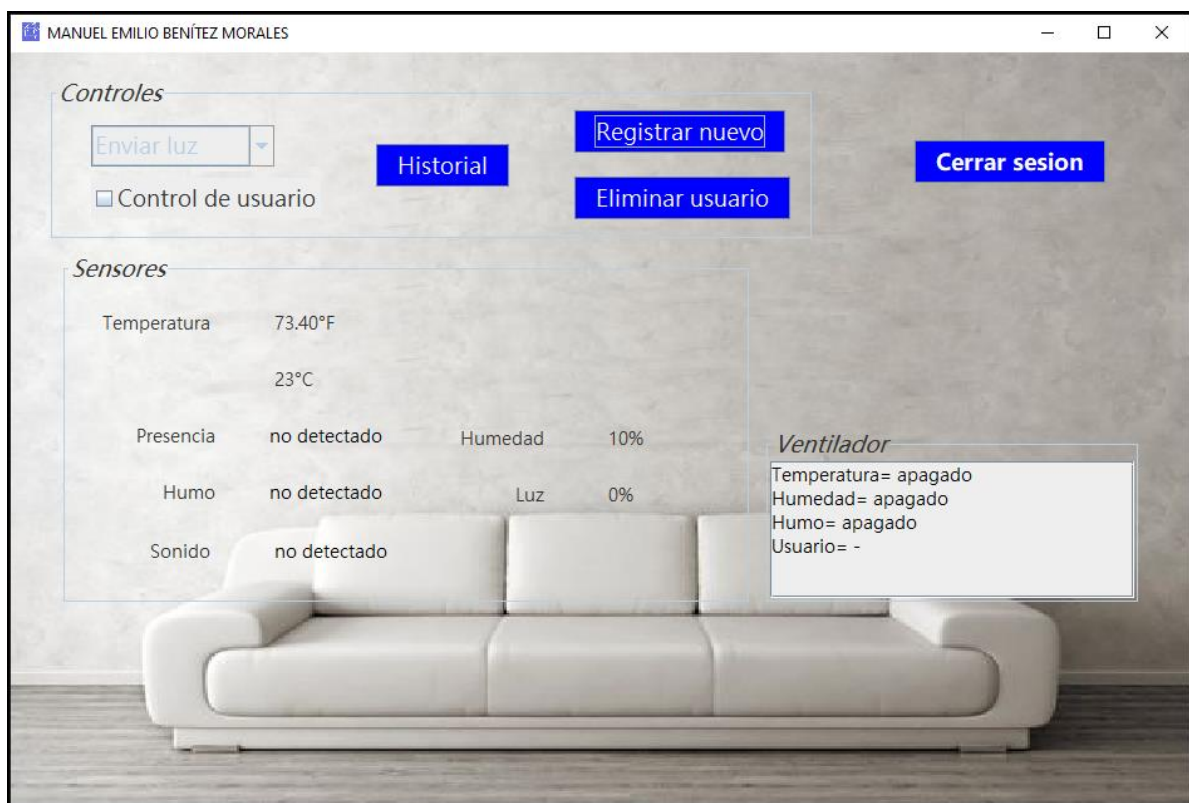 MANUEL EMILIO BENÍTEZ MORALES
Controles
Enviar luz
Control de usuario
Historial
Registrar nuevo
Eliminar usuario
Cerrar sesion
Sensores
Temperatura 73.40°F
23°C
Presencia no detectado Humedad 10%
Humo no detectado Luz 0%
Sonido no detectado
Ventilador
Temperatura= apagado
Humedad= apagado
Humo= apagado
Usuario= -